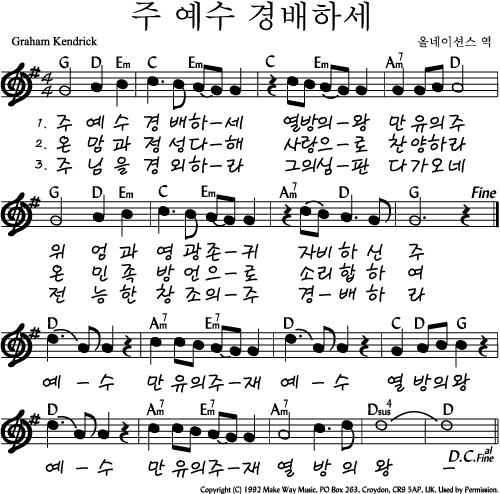 주 예수 경배하세
Graham Kendrick 올네이션스 역
G D Em C Em C Em Am7 G D
1. 주 예 수 경 배하-세 열방의-왕 만 유의주
2. 온 맘과 정 성다-해 사랑으-로 찬 양하라
3. 주 님을 경 외하-라 그의심-판 다 가오네
G D Em C Em Am7 D G Fine
위 엄과 영 광존-귀 자비하 신 주
온 민족 방 언으-로 소리합 하 여
전 능한 창 조의-주 경-배 하 라
D Am7 Em7 D C D G
예-수 만 유의주-재 예-수 열 방의왕
D Am7 Em7 Am7 C Dsus4 D
예-수 만 유의주-재 열 방 의 왕 -
D.C. al Fine
Copyright (C) 1992 Make Way Music, PO Box 263, Croydon, CR9 5AP, UK. Used by Permission.